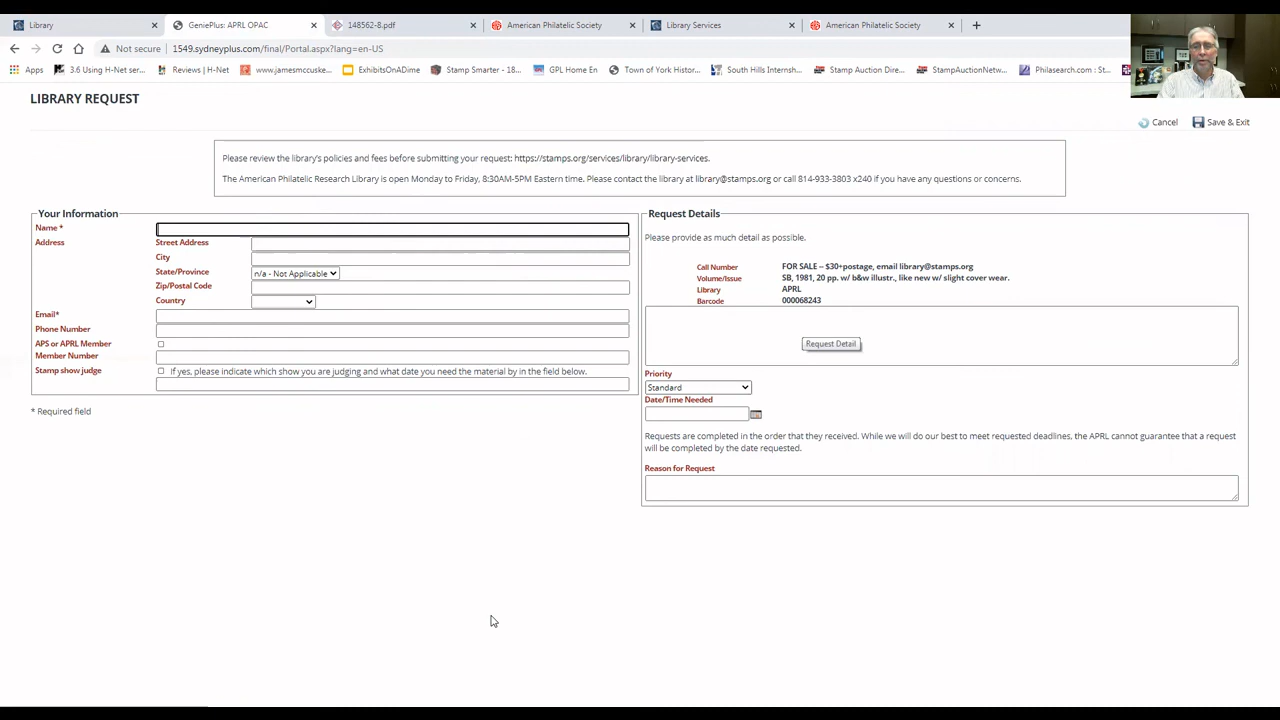 Library
GeniePlus: APRL OPAC
148562-8.pdf
American Philatelic Society
Library Services
American Philatelic Society
Not secure
1549.sydneyplus.com/final/Portal.aspx?lang=en-US
Apps
3.6 Using H-Net ser...
Reviews | H-Net
www.jamesmccuske...
ExhibitsOnADime
Stamp Smarter - 18...
GPL Home En
Town of York Histor...
South Hills Internsh...
Stamp Auction Dire...
StampAuctionNetw...
Philasearch.com : St...
LIBRARY REQUEST
Cancel
Save & Exit
Please review the library's policies and fees before submitting your request: https://stamps.org/services/library/library-services.
The American Philatelic Research Library is open Monday to Friday, 8:30AM-5PM Eastern time. Please contact the library at library@stamps.org or call 814-933-3803 x240 if you have any questions or concerns.
Your Information
Name *
Address
Street Address
City
State/Province
n/a - Not Applicable
Zip/Postal Code
Country
Email*
Phone Number
APS or APRL Member
Member Number
Stamp show judge
If yes, please indicate which show you are judging and what date you need the material by in the field below.
* Required field
Request Details
Please provide as much detail as possible.
Call Number
FOR SALE -- $30+postage, email library@stamps.org
Volume/Issue
SB, 1981, 20 pp. w/ b&w illustr., like new w/ slight cover wear.
Library
APRL
Barcode
000068243
Request Detail
Priority
Standard
Date/Time Needed
Requests are completed in the order that they received. While we will do our best to meet requested deadlines, the APRL cannot guarantee that a request
will be completed by the date requested.
Reason for Request